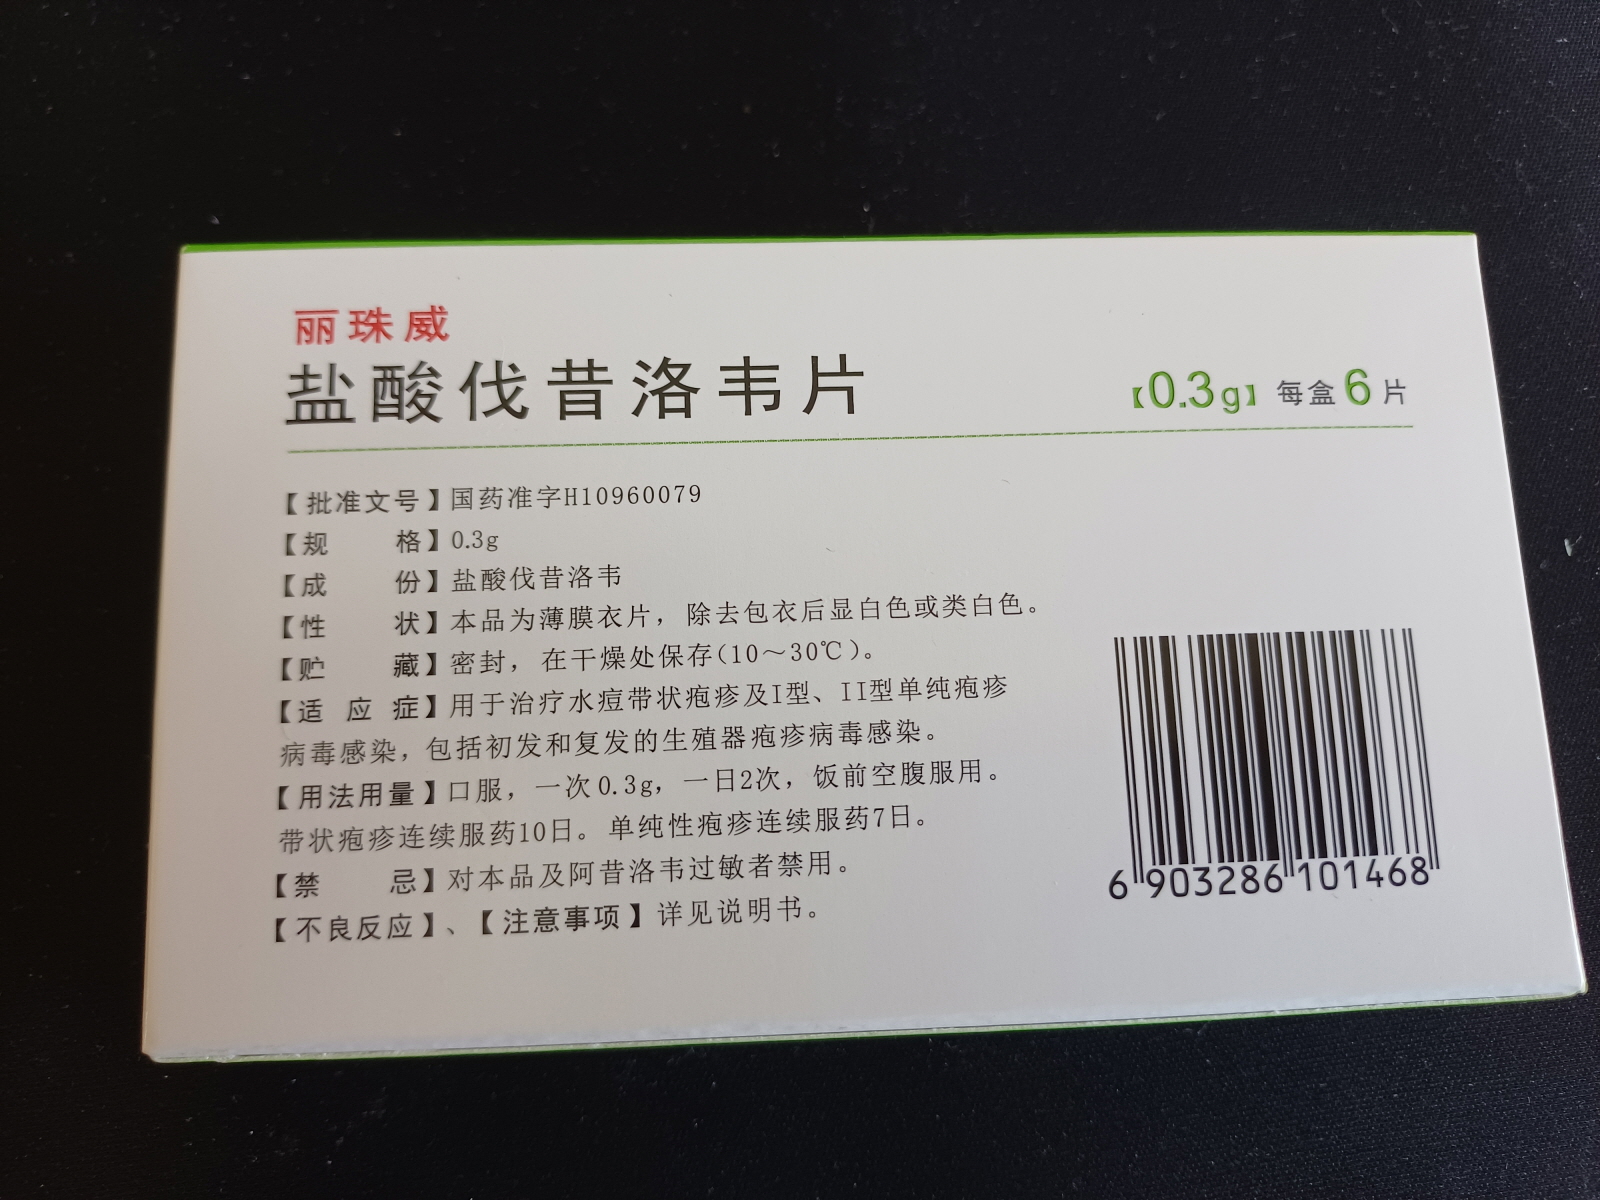 丽珠威
盐酸伐昔洛韦片
【0.3g】每盒6片
【批准文号】国药准字H10960079
【规 格】0.3g
【成 份】盐酸伐昔洛韦
【性 状】本品为薄膜衣片，除去包衣后显白色或类白色。
【贮 藏】密封，在干燥处保存(10～30℃)。
【适 应 症】用于治疗水痘带状疱疹及I型、II型单纯疱疹
病毒感染，包括初发和复发的生殖器疱疹病毒感染。
【用法用量】口服，一次0.3g，一日2次，饭前空腹服用。
带状疱疹连续服药10日。单纯性疱疹连续服药7日。
【禁 忌】对本品及阿昔洛韦过敏者禁用。
【不良反应】、【注意事项】详见说明书。
6 903286 101468